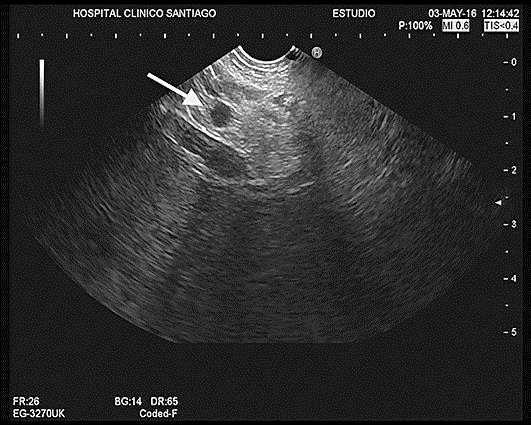 HOSPITAL CLINICO SANTIAGO ESTUDIO 03-MAY-16 12:14:42
P:100% MI 0.6 TIS<0.4
H
0
1
2
3
4
5
FR:26 BG:14 DR:65
EG-3270UK Coded-F